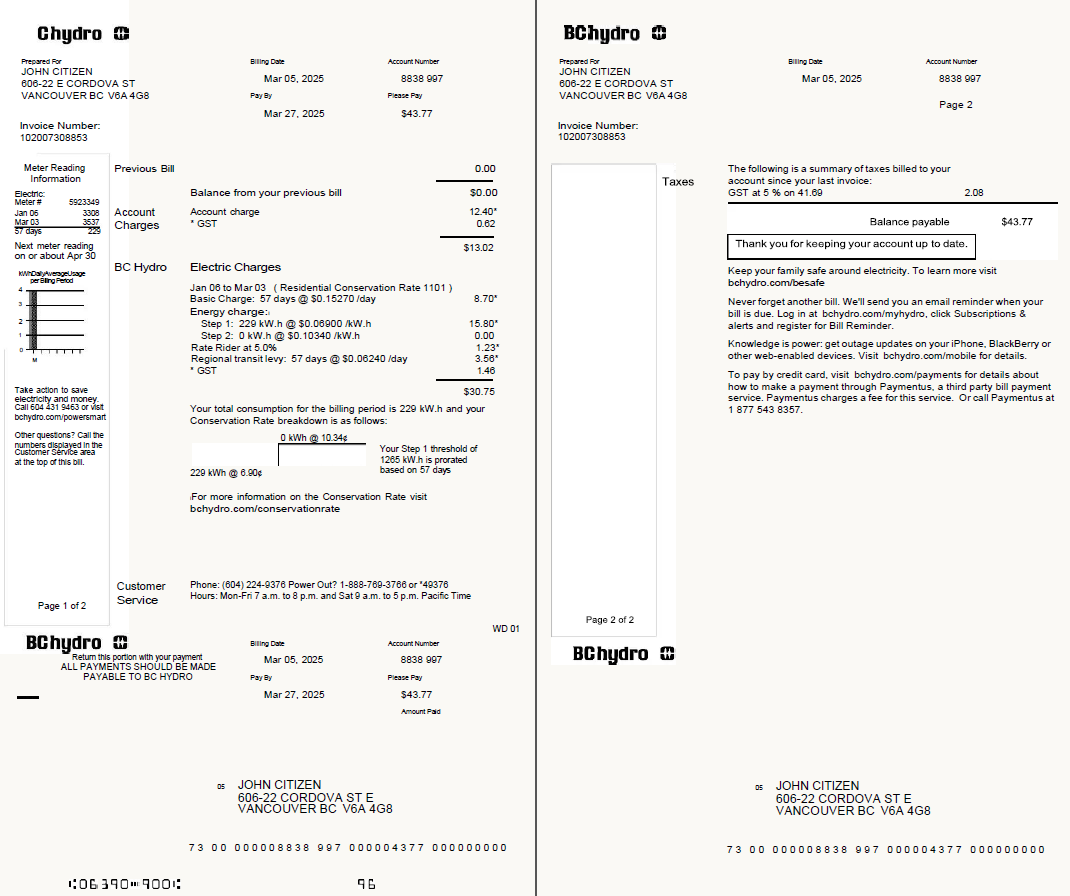 Chydro
Prepared For
JOHN CITIZEN
606-22 E CORDOVA ST
VANCOUVER BC V6A 4G8
Billing Date
Mar 05, 2025
Account Number
8838 997
Pay By
Mar 27, 2025
Please Pay
$43.77
Invoice Number:
102007308853
Meter Reading
Information
Electric:
Meter # 5923349
Jan 06 3308
Mar 03 3537
57 days 229
Next meter reading
on or about Apr 30
kWhDailyAverageUsage
per Billing Period
4
3
2
1
0
M
Take action to save
electricity and money.
Call 604 431 9463 or visit
bchydro.com/powersmart
Other questions? Call the
numbers displayed in the
Customer Service area
at the top of this bill.
Page 1 of 2
Previous Bill 0.00
Balance from your previous bill $0.00
Account
Charges
Account charge 12.40*
* GST 0.62
$13.02
BC Hydro
Electric Charges
Jan 06 to Mar 03 ( Residential Conservation Rate 1101 )
Basic Charge: 57 days @ $0.15270 /day 8.70*
Energy charge:
Step 1: 229 kW.h @ $0.06900 /kW.h 15.80*
Step 2: 0 kW.h @ $0.10340 /kW.h 0.00
Rate Rider at 5.0% 1.23*
Regional transit levy: 57 days @ $0.06240 /day 3.56*
* GST 1.46
$30.75
Your total consumption for the billing period is 229 kW.h and your
Conservation Rate breakdown is as follows:
0 kWh @ 10.34¢
229 kWh @ 6.90¢
Your Step 1 threshold of
1265 kW.h is prorated
based on 57 days
For more information on the Conservation Rate visit
bchydro.com/conservationrate
Customer
Service
Phone: (604) 224-9376 Power Out? 1-888-769-3766 or *49376
Hours: Mon-Fri 7 a.m. to 8 p.m. and Sat 9 a.m. to 5 p.m. Pacific Time
WD 01
BChydro
Return this portion with your payment
ALL PAYMENTS SHOULD BE MADE
PAYABLE TO BC HYDRO
Billing Date
Mar 05, 2025
Account Number
8838 997
Pay By
Mar 27, 2025
Please Pay
$43.77
Amount Paid
05 JOHN CITIZEN
606-22 CORDOVA ST E
VANCOUVER BC V6A 4G8
73 00 000008838 997 000004377 000000000
⑆06390⑉900⑆ 96
BChydro
Prepared For
JOHN CITIZEN
606-22 E CORDOVA ST
VANCOUVER BC V6A 4G8
Billing Date
Mar 05, 2025
Account Number
8838 997
Page 2
Invoice Number:
102007308853
Taxes
The following is a summary of taxes billed to your
account since your last invoice:
GST at 5 % on 41.69 2.08
Balance payable $43.77
Thank you for keeping your account up to date.
Keep your family safe around electricity. To learn more visit
bchydro.com/besafe
Never forget another bill. We'll send you an email reminder when your
bill is due. Log in at bchydro.com/myhydro, click Subscriptions &
alerts and register for Bill Reminder.
Knowledge is power: get outage updates on your iPhone, BlackBerry or
other web-enabled devices. Visit bchydro.com/mobile for details.
To pay by credit card, visit bchydro.com/payments for details about
how to make a payment through Paymentus, a third party bill payment
service. Paymentus charges a fee for this service. Or call Paymentus at
1 877 543 8357.
Page 2 of 2
BChydro
05 JOHN CITIZEN
606-22 CORDOVA ST E
VANCOUVER BC V6A 4G8
73 00 000008838 997 000004377 000000000